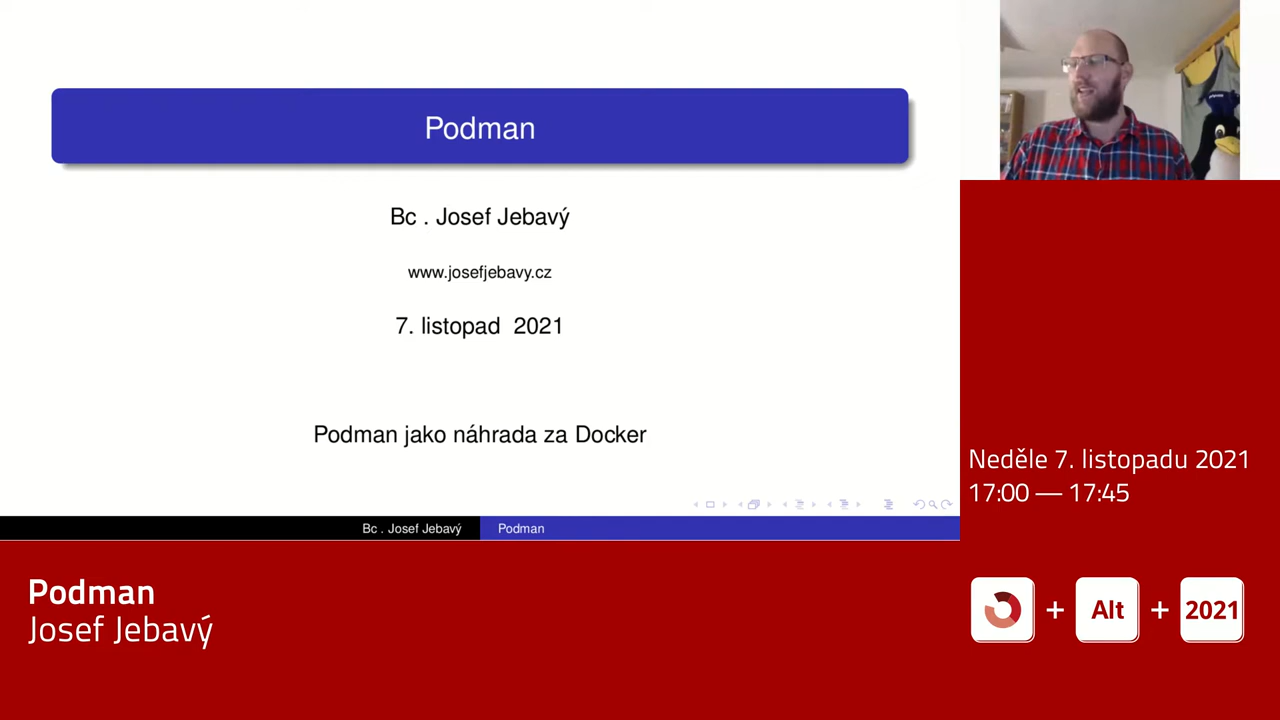 Podman
Bc . Josef Jebavý
www.josefjebavy.cz
7. listopad 2021
Podman jako náhrada za Docker
Bc . Josef Jebavý
Podman
Neděle 7. listopadu 2021
17:00 — 17:45
Podman
Josef Jebavý
+ Alt + 2021